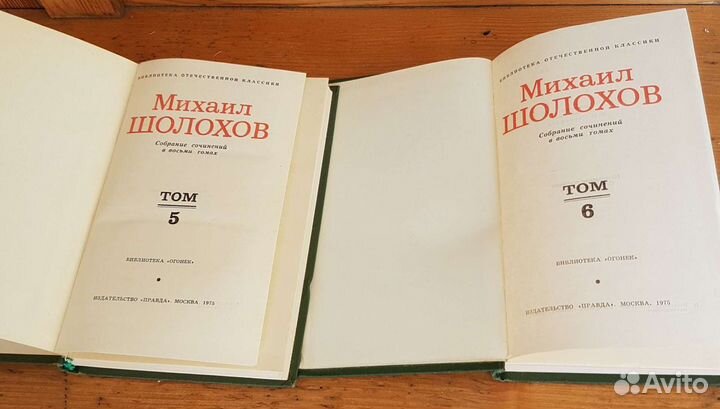 БИБЛИОТЕКА ОТЕЧЕСТВЕННОЙ КЛАССИКИ
Михаил
ШОЛОХОВ
Собрание сочинений
в восьми томах
ТОМ
5
БИБЛИОТЕКА «ОГОНЕК»
ИЗДАТЕЛЬСТВО «ПРАВДА». МОСКВА. 1975
БИБЛИОТЕКА ОТЕЧЕСТВЕННОЙ КЛАССИКИ
Михаил
ШОЛОХОВ
Собрание сочинений
в восьми томах
ТОМ
6
БИБЛИОТЕКА «ОГОНЕК»
ИЗДАТЕЛЬСТВО «ПРАВДА». МОСКВА. 1975
Avito